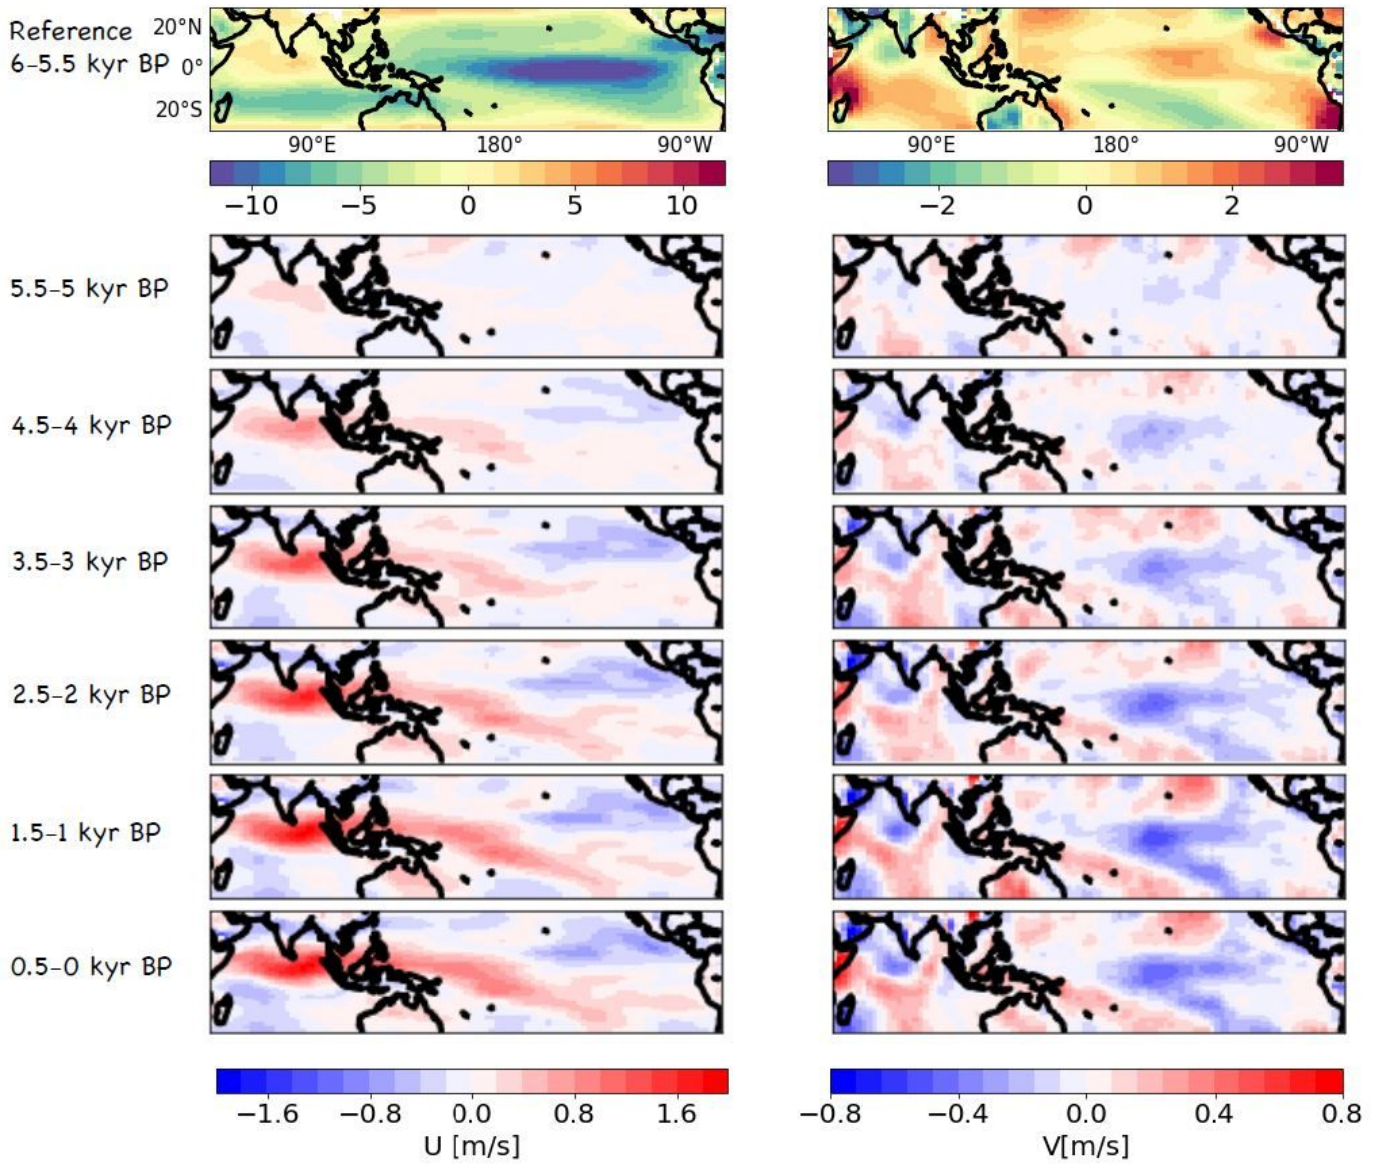 Reference
6-5.5 kyr BP
20°N
0°
20°S
90°E 180° 90°W
90°E 180° 90°W
−10 −5 0 5 10
−2 0 2
5.5-5 kyr BP
4.5-4 kyr BP
3.5-3 kyr BP
2.5-2 kyr BP
1.5-1 kyr BP
0.5-0 kyr BP
−1.6 −0.8 0.0 0.8 1.6
U [m/s]
−0.8 −0.4 0.0 0.4 0.8
V[m/s]